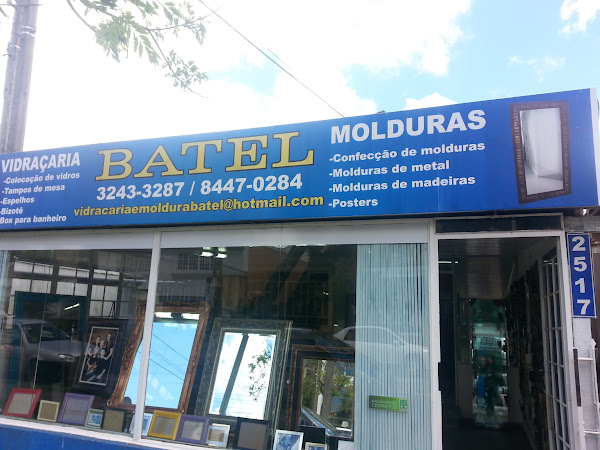 VIDRAÇARIA
-Colocação de vidros
-Tampos de mesa
-Espelhos
-Bizotê
Box para banheiro
BATEL
3243-3287 / 8447-0284
vidracariaemoldurabatel@hotmail.com
MOLDURAS
-Confecção de molduras
-Molduras de metal
-Molduras de madeiras
-Posters
2517